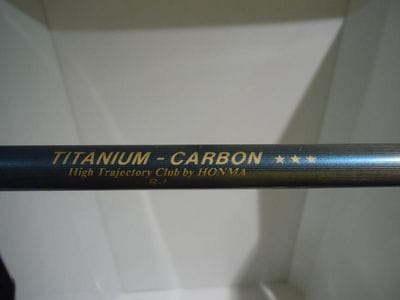 TITANIUM - CARBON ★★★
High Trajectory Club by HONMA